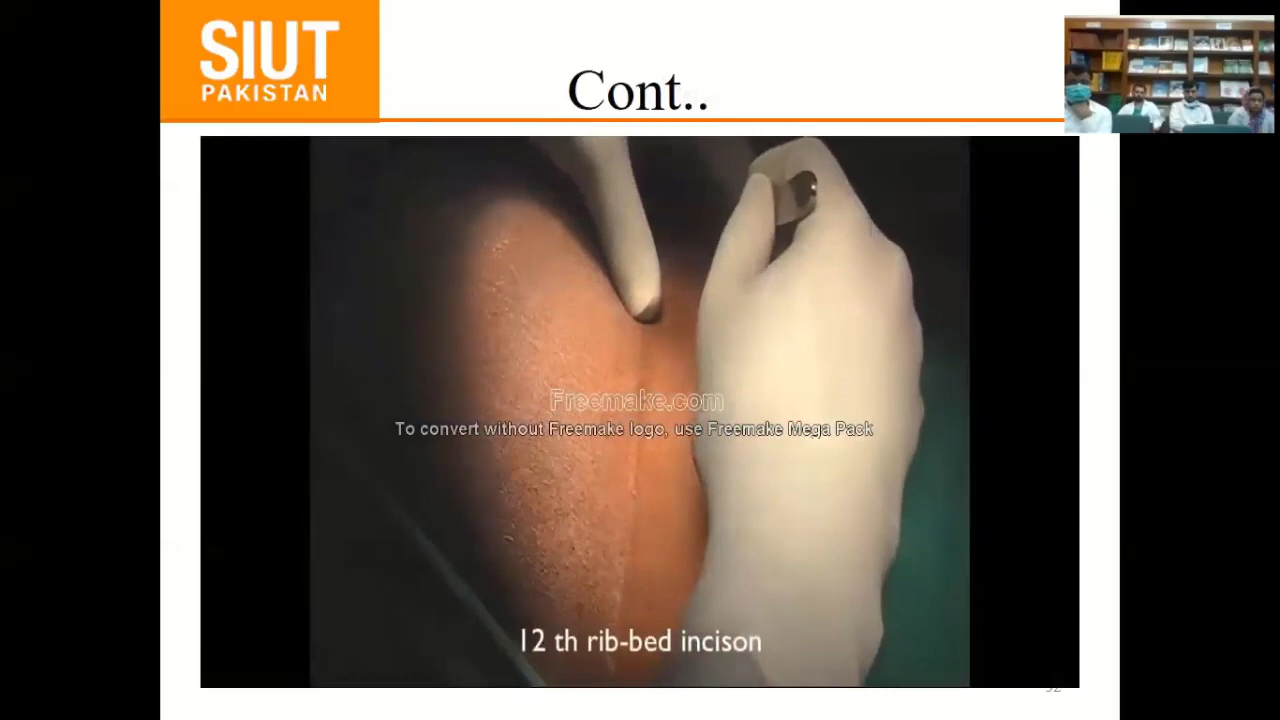 SIUT
PAKISTAN
Cont..
Freemake.com
To convert without Freemake logo, use Freemake Mega Pack
12 th rib-bed incison